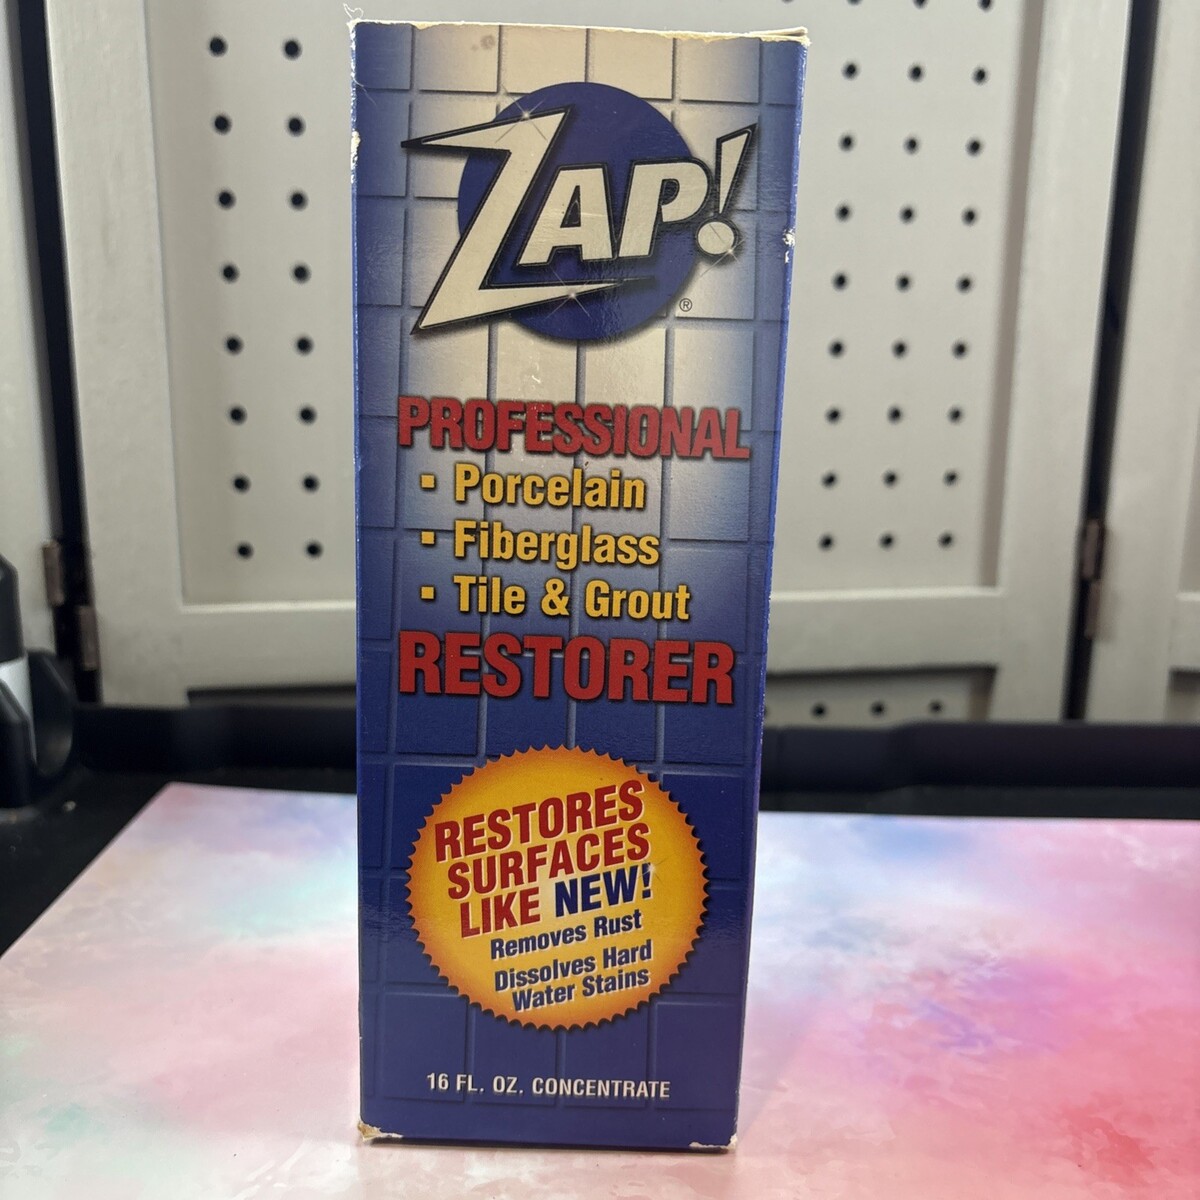 ZAP!
®
PROFESSIONAL
▪ Porcelain
▪ Fiberglass
▪ Tile & Grout
RESTORER
RESTORES
SURFACES
LIKE NEW!
Removes Rust
Dissolves Hard
Water Stains
16 FL. OZ. CONCENTRATE